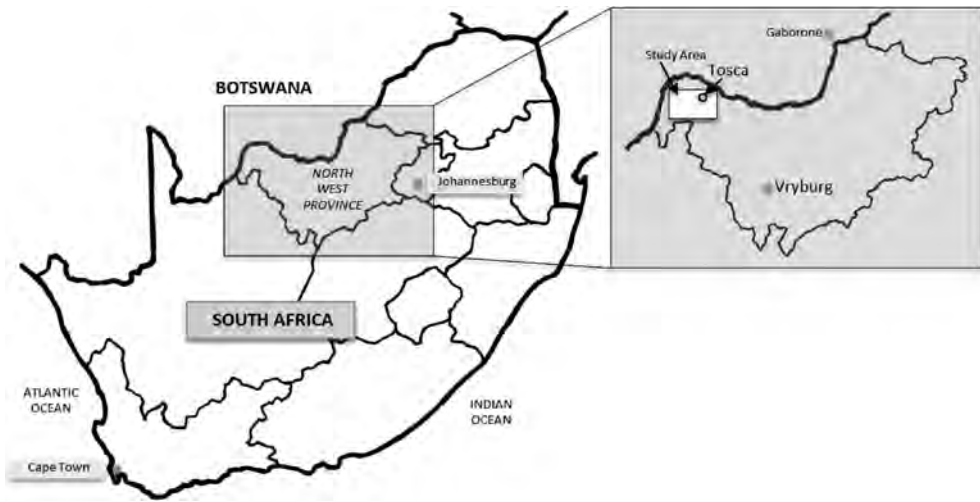 BOTSWANA
NORTH
WEST
PROVINCE
Johannesburg
SOUTH AFRICA
ATLANTIC
OCEAN
INDIAN
OCEAN
Cape Town
Gaborone
Study Area
Tosca
Vryburg